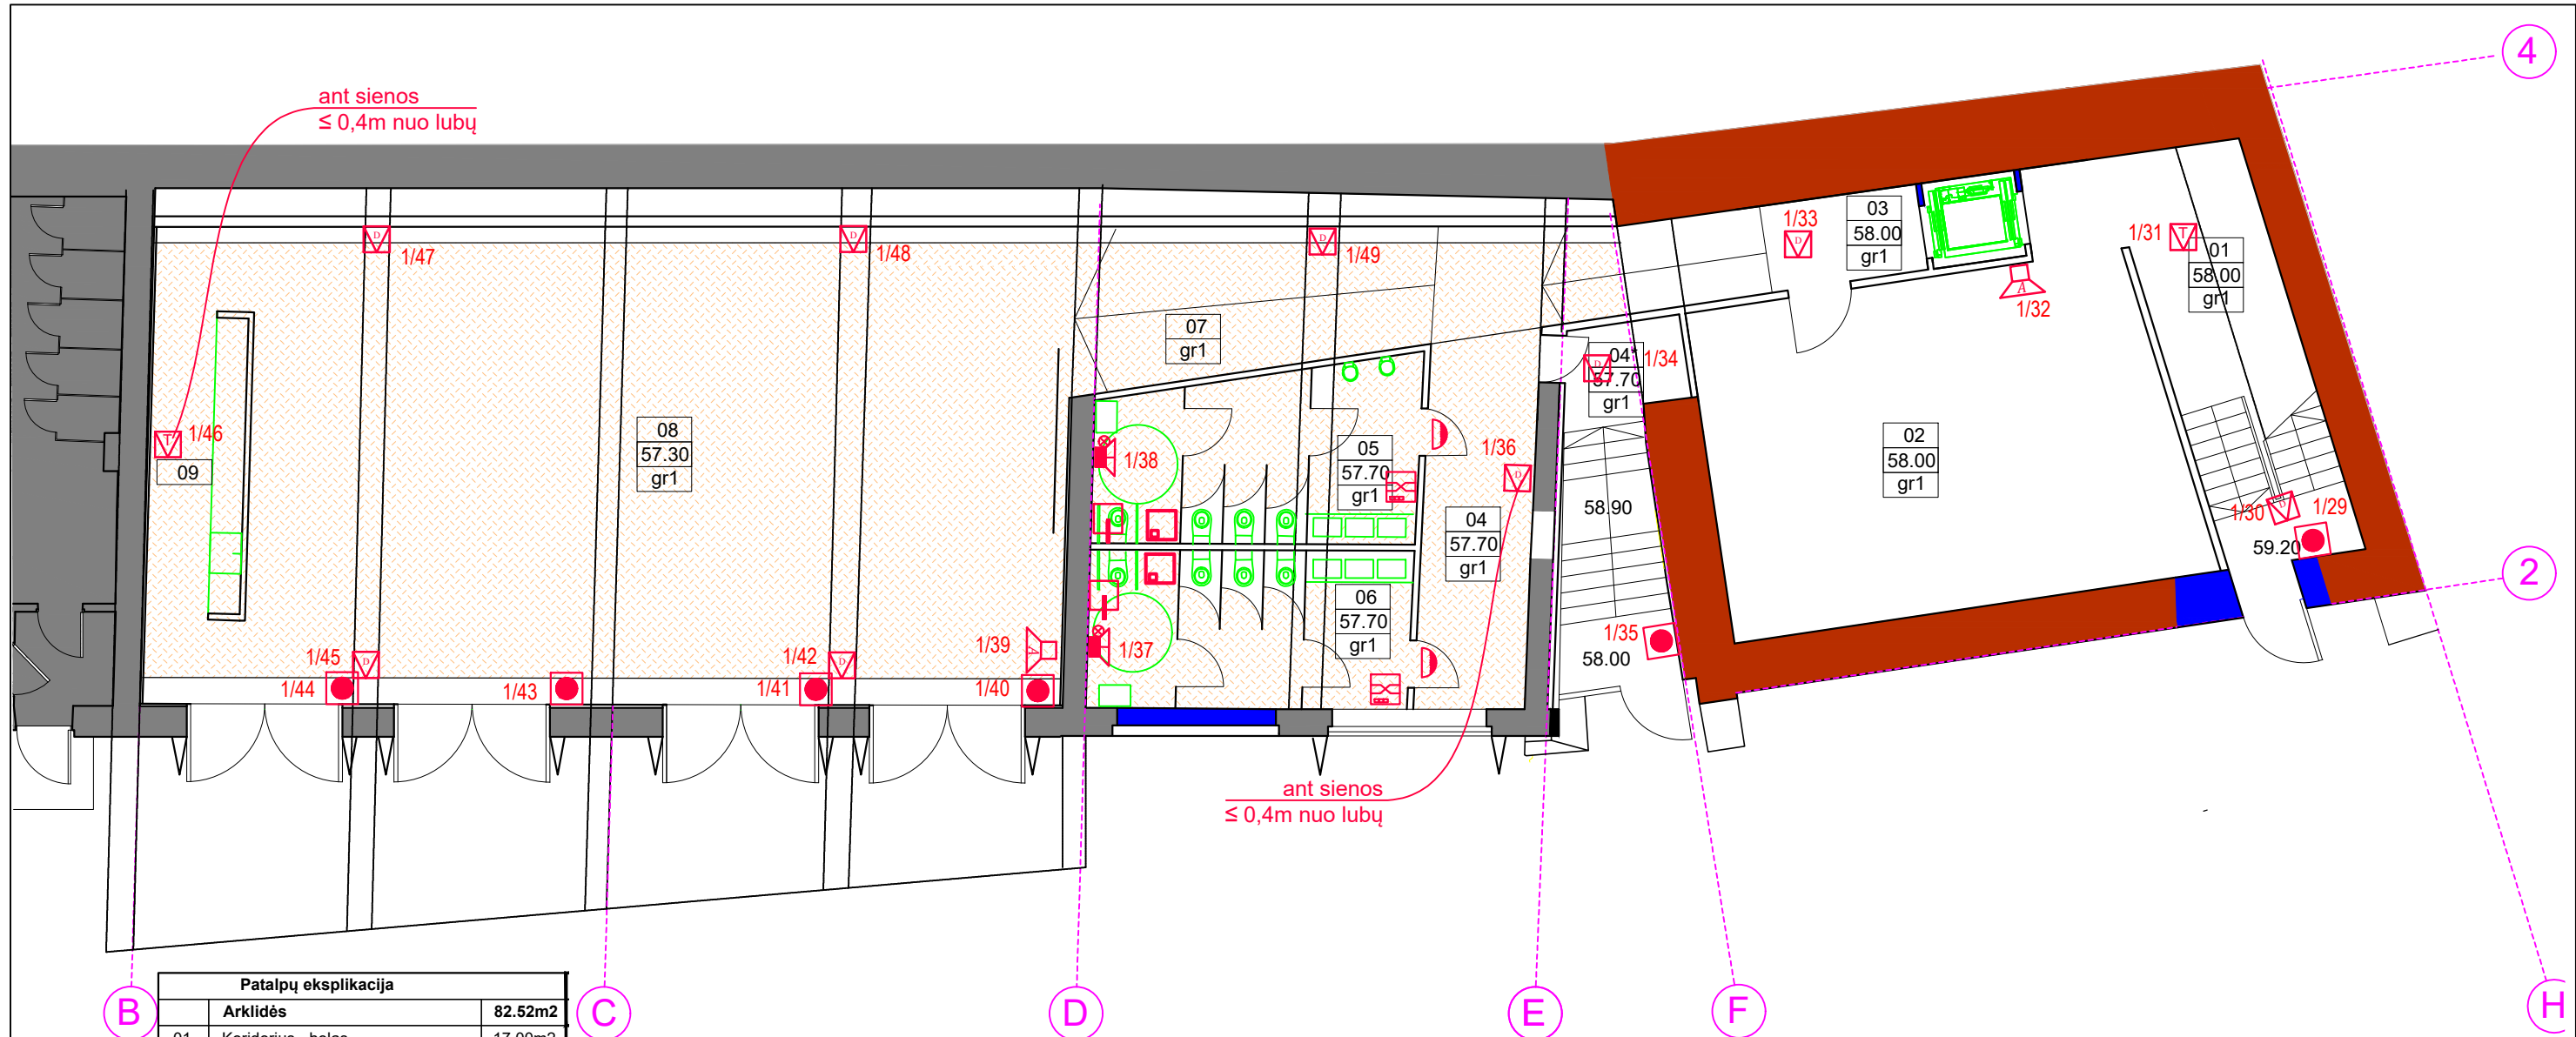 4
ant sienos
≤ 0,4m nuo lubų
1/47
1/48
1/49
1/33
03
58.00
gr1
1/31
T
01
58.00
gr1
A
1/32
D
D
D
D
07
gr1
04*
1/34
D
57.70
gr1
T
1/46
09
08
57.30
gr1
1/38
05
57.70
gr1
1/36
D
04
57.70
gr1
58.90
02
58.00
gr1
1/30
1/29
59.20
2
06
57.70
gr1
1/37
1/39
A
1/35
58.00
1/45
D
1/42
D
1/44
1/43
1/41
1/40
ant sienos
≤ 0,4m nuo lubų
Patalpų eksplikacija
Arklidės 82.52m2
B
C
D
E
F
H